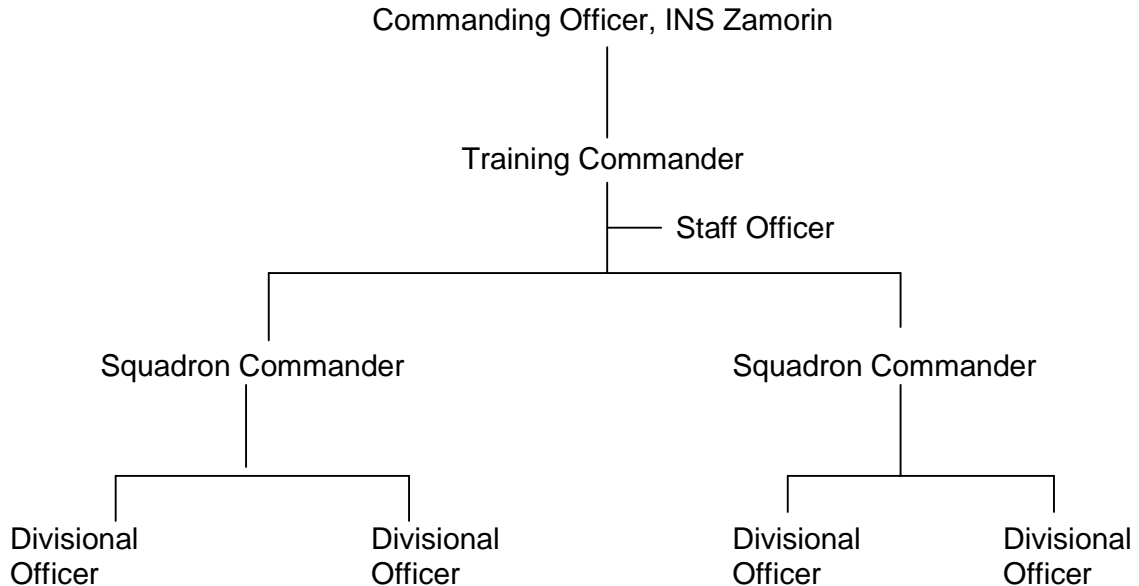 Commanding Officer, INS Zamorin
Training Commander
Staff Officer
Squadron Commander
Squadron Commander
Divisional
Officer
Divisional
Officer
Divisional
Officer
Divisional
Officer